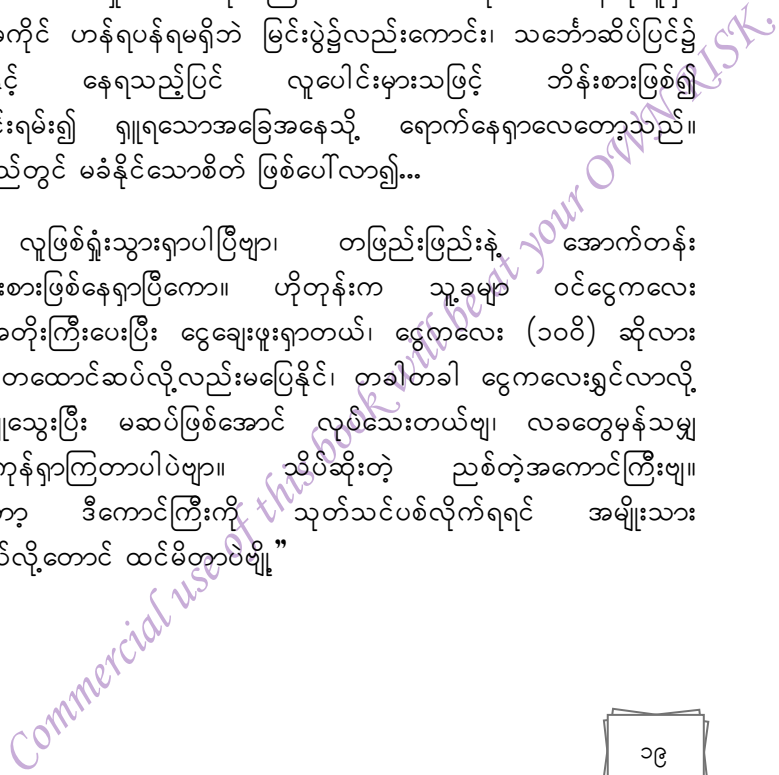 ကိုင် ဟန်ရပန်ရမရှိဘဲ မြင်းပွဲ၌လည်းကောင်း၊ သင်္ဘောဆိပ်ပြင်၌
နေရသည့်ပြင် လူပေါင်းမှားသဖြင့် ဘိန်းစားဖြစ်၍
းရမ်း၍ ရှူရသောအခြေအနေသို့ ရောက်နေရှာလေတော့သည်။
ည်တွင် မခံနိုင်သောစိတ် ဖြစ်ပေါ်လာ၍...
လူဖြစ်ရှုံးသွားရှာပါပြီဗျာ၊ တဖြည်းဖြည်းနဲ့ အောက်တန်း
းစားဖြစ်နေရှာပြီကော။ ဟိုတုန်းက သူ့ခမျာ ဝင်ငွေကလေး
အတိုးကြီးပေးပြီး ငွေချေးဖူးရှာတယ်၊ ငွေကလေး (၁၀၀ိ) ဆိုလား
တထောင်ဆပ်လို့လည်းမပြေနိုင်၊ တခါတခါ ငွေကလေးရွှင်လာလို့
သွေးပြီး မဆပ်ဖြစ်အောင် လုပ်သေးတယ်ဗျ၊ လခတွေမှန်သမျှ
ကုန်ရှာကြတာပါပဲဗျာ။ သိပ်ဆိုးတဲ့ ညစ်တဲ့အကောင်ကြီးဗျ။
ဒီကောင်ကြီးကို သုတ်သင်ပစ်လိုက်ရရင် အမျိုးသား
ယ်လို့တောင် ထင်မိတာပဲဗျို့”
၁၉
Commercial use of this book will be at your OWN RISK.